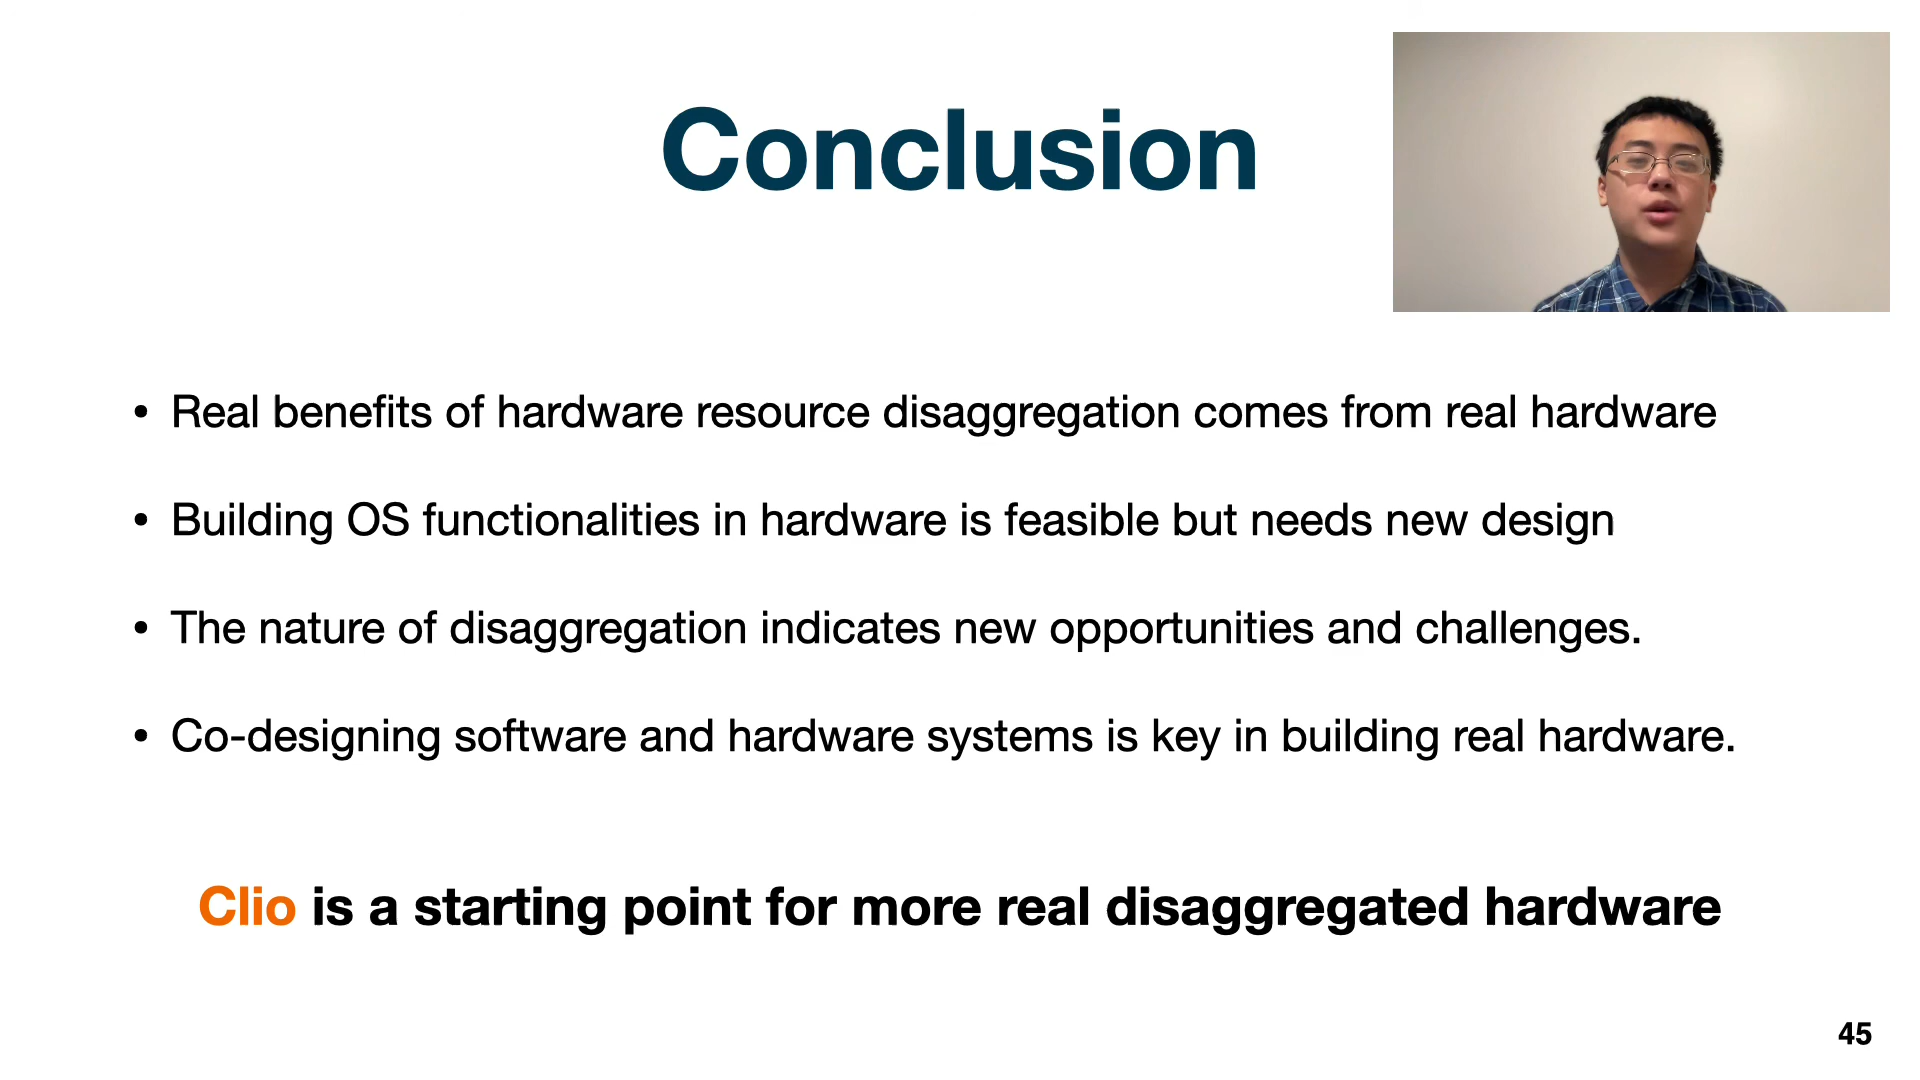 Conclusion
• Real benefits of hardware resource disaggregation comes from real hardware
• Building OS functionalities in hardware is feasible but needs new design
• The nature of disaggregation indicates new opportunities and challenges.
• Co-designing software and hardware systems is key in building real hardware.
Clio is a starting point for more real disaggregated hardware
45